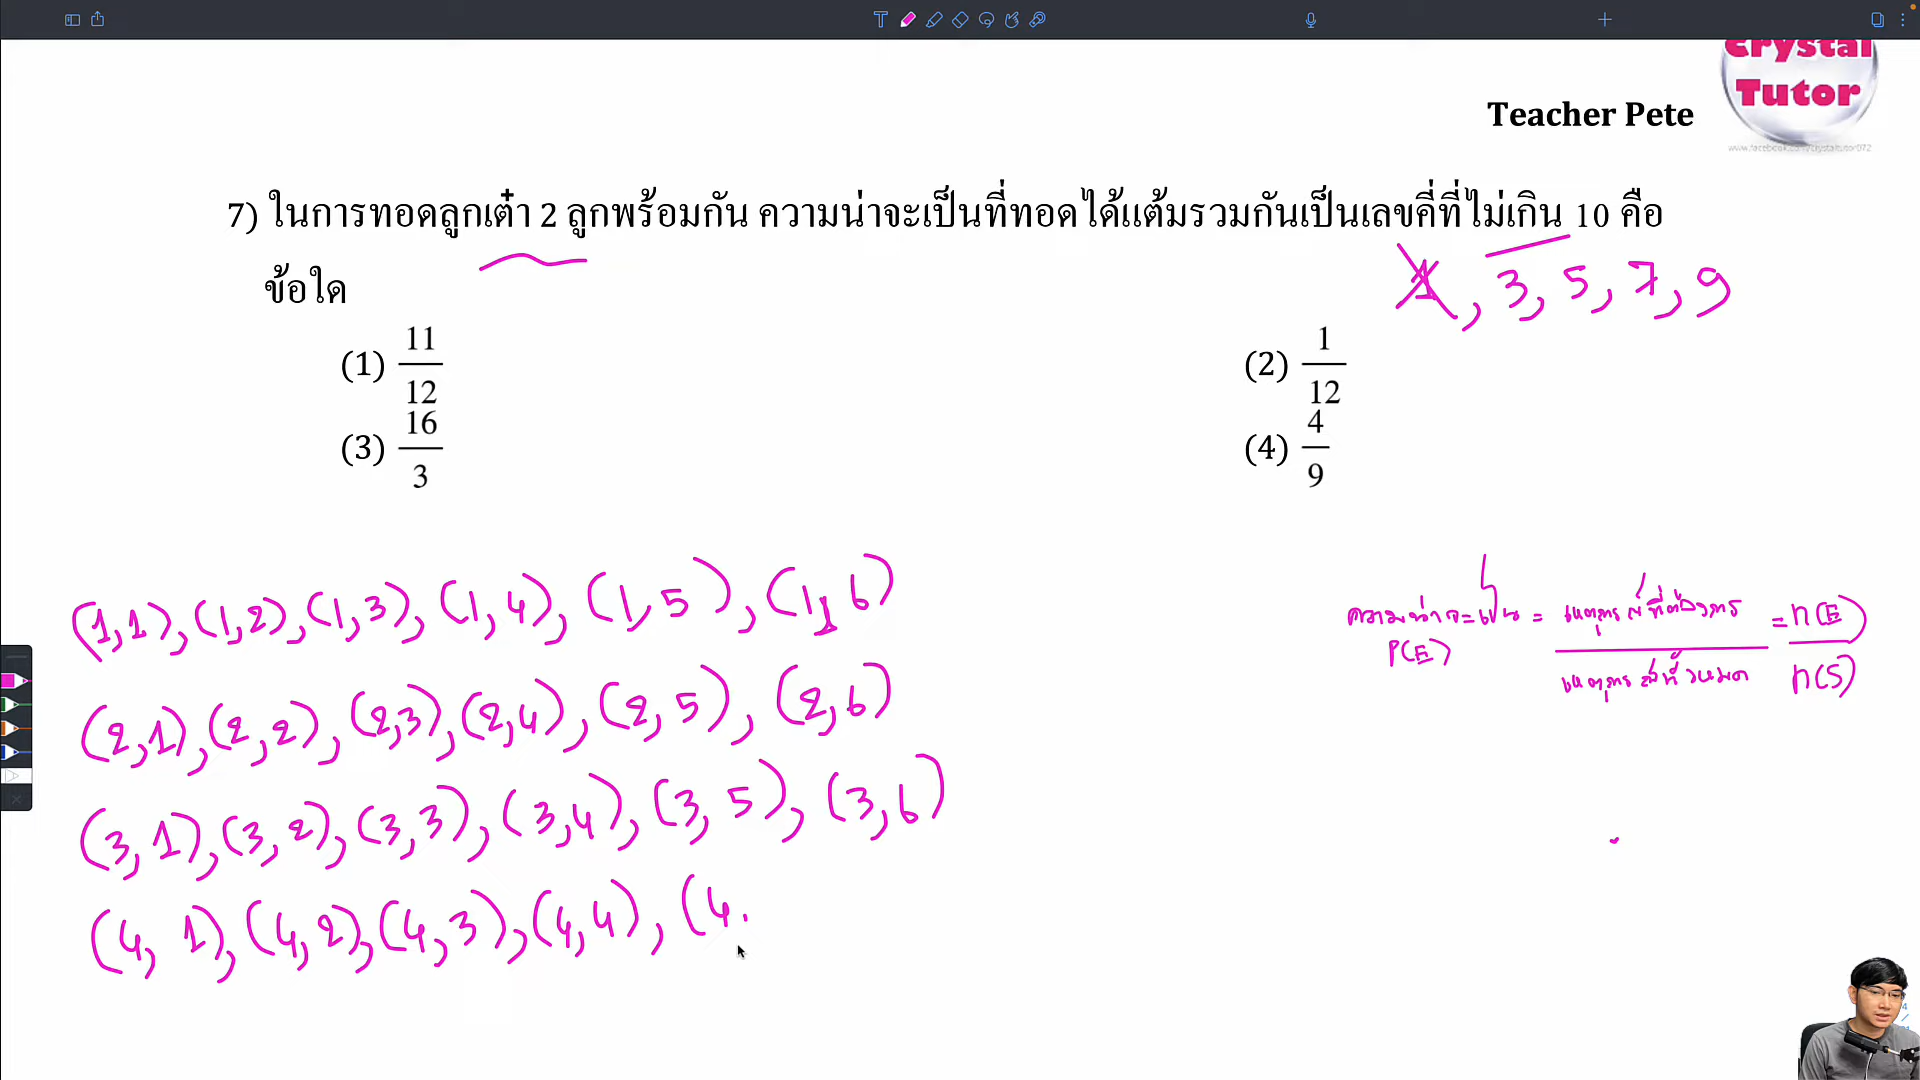 Crystal
Tutor
www.facebook.com/crystaltutor072
Teacher Pete
7) ในการทอดลูกเต๋า 2 ลูกพร้อมกัน ความน่าจะเป็นที่ทอดได้แต้มรวมกันเป็นเลขคี่ที่ไม่เกิน 10 คือ
ข้อใด
1, 3, 5, 7, 9
(1) 11/12
(2) 1/12
(3) 16/3
(4) 4/9
(1,1), (1,2), (1,3), (1,4), (1,5), (1,6)
(2,1), (2,2), (2,3), (2,4), (2,5), (2,6)
(3,1), (3,2), (3,3), (3,4), (3,5), (3,6)
(4,1), (4,2), (4,3), (4,4), (4,
ความน่าจะเป็น = เหตุการณ์ที่ต้องการ / เหตุการณ์ทั้งหมด = n(E) / n(S)
P(E)